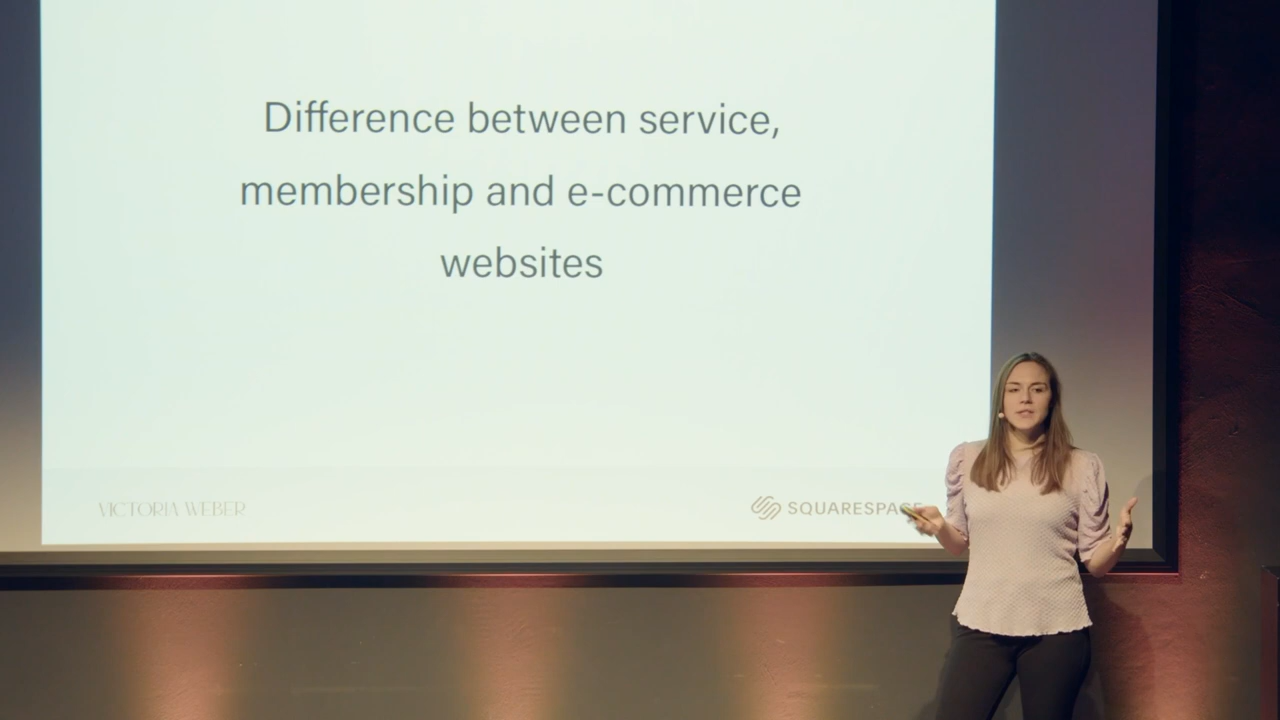 Difference between service,
membership and e-commerce
websites
VICTORIA WEBER
SQUARESPACE